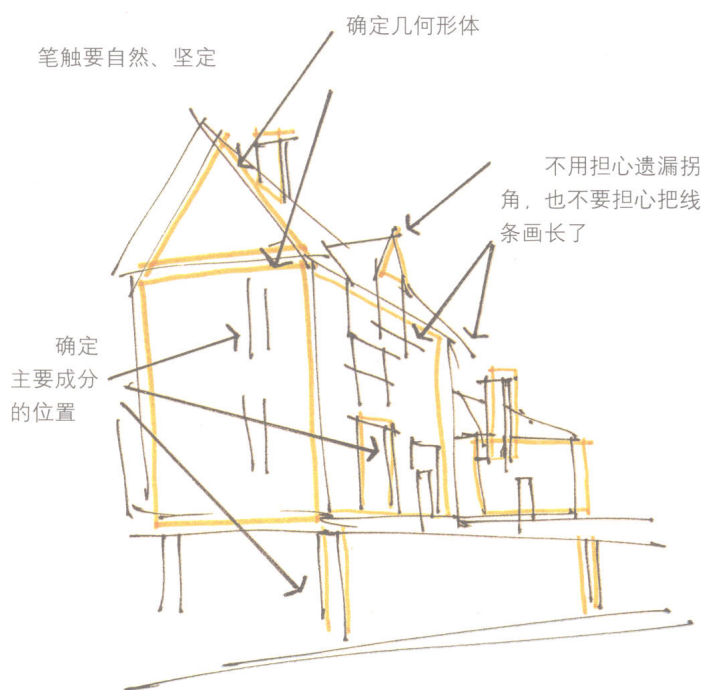 确定几何形体
笔触要自然、坚定
不用担心遗漏拐
角，也不要担心把线
条画长了
确定
主要成分
的位置